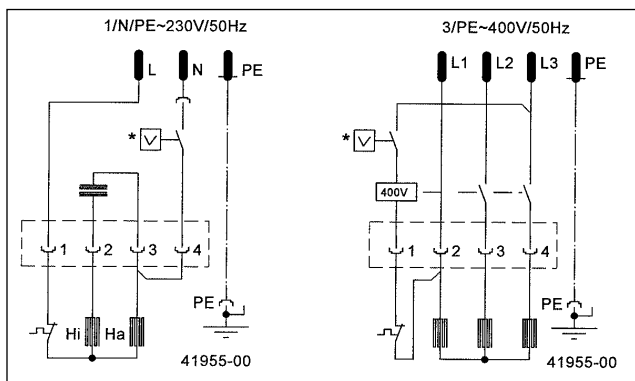 1/N/PE~230V/50Hz
L N PE
*
1 2 3 4
PE
Hi Ha
41955-00
3/PE~400V/50Hz
L1 L2 L3 PE
*
400V
1 2 3 4
PE
41955-00